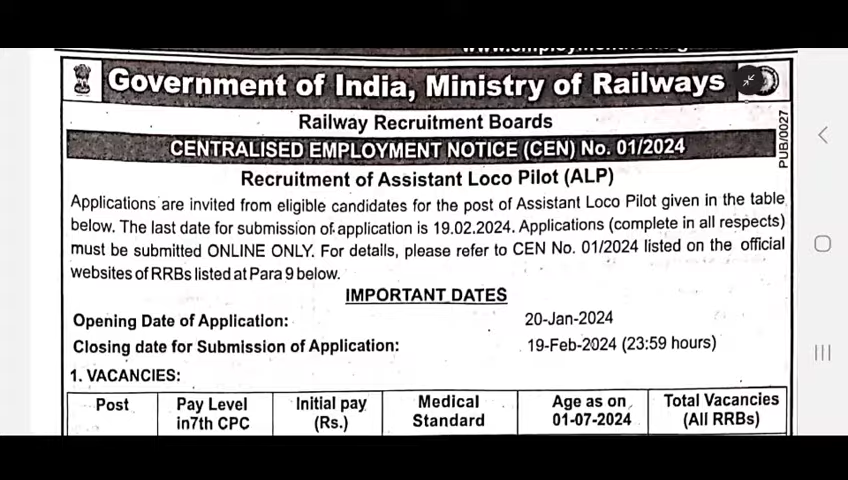 Government of India, Ministry of Railways
Railway Recruitment Boards
CENTRALISED EMPLOYMENT NOTICE (CEN) No. 01/2024
PUB/0027
Recruitment of Assistant Loco Pilot (ALP)
Applications are invited from eligible candidates for the post of Assistant Loco Pilot given in the table
below. The last date for submission of application is 19.02.2024. Applications (complete in all respects)
must be submitted ONLINE ONLY. For details, please refer to CEN No. 01/2024 listed on the official
websites of RRBs listed at Para 9 below.
IMPORTANT DATES
Opening Date of Application: 20-Jan-2024
Closing date for Submission of Application: 19-Feb-2024 (23:59 hours)
1. VACANCIES:
Post Pay Level Initial pay Medical Age as on Total Vacancies
in7th CPC (Rs.) Standard 01-07-2024 (All RRBs)